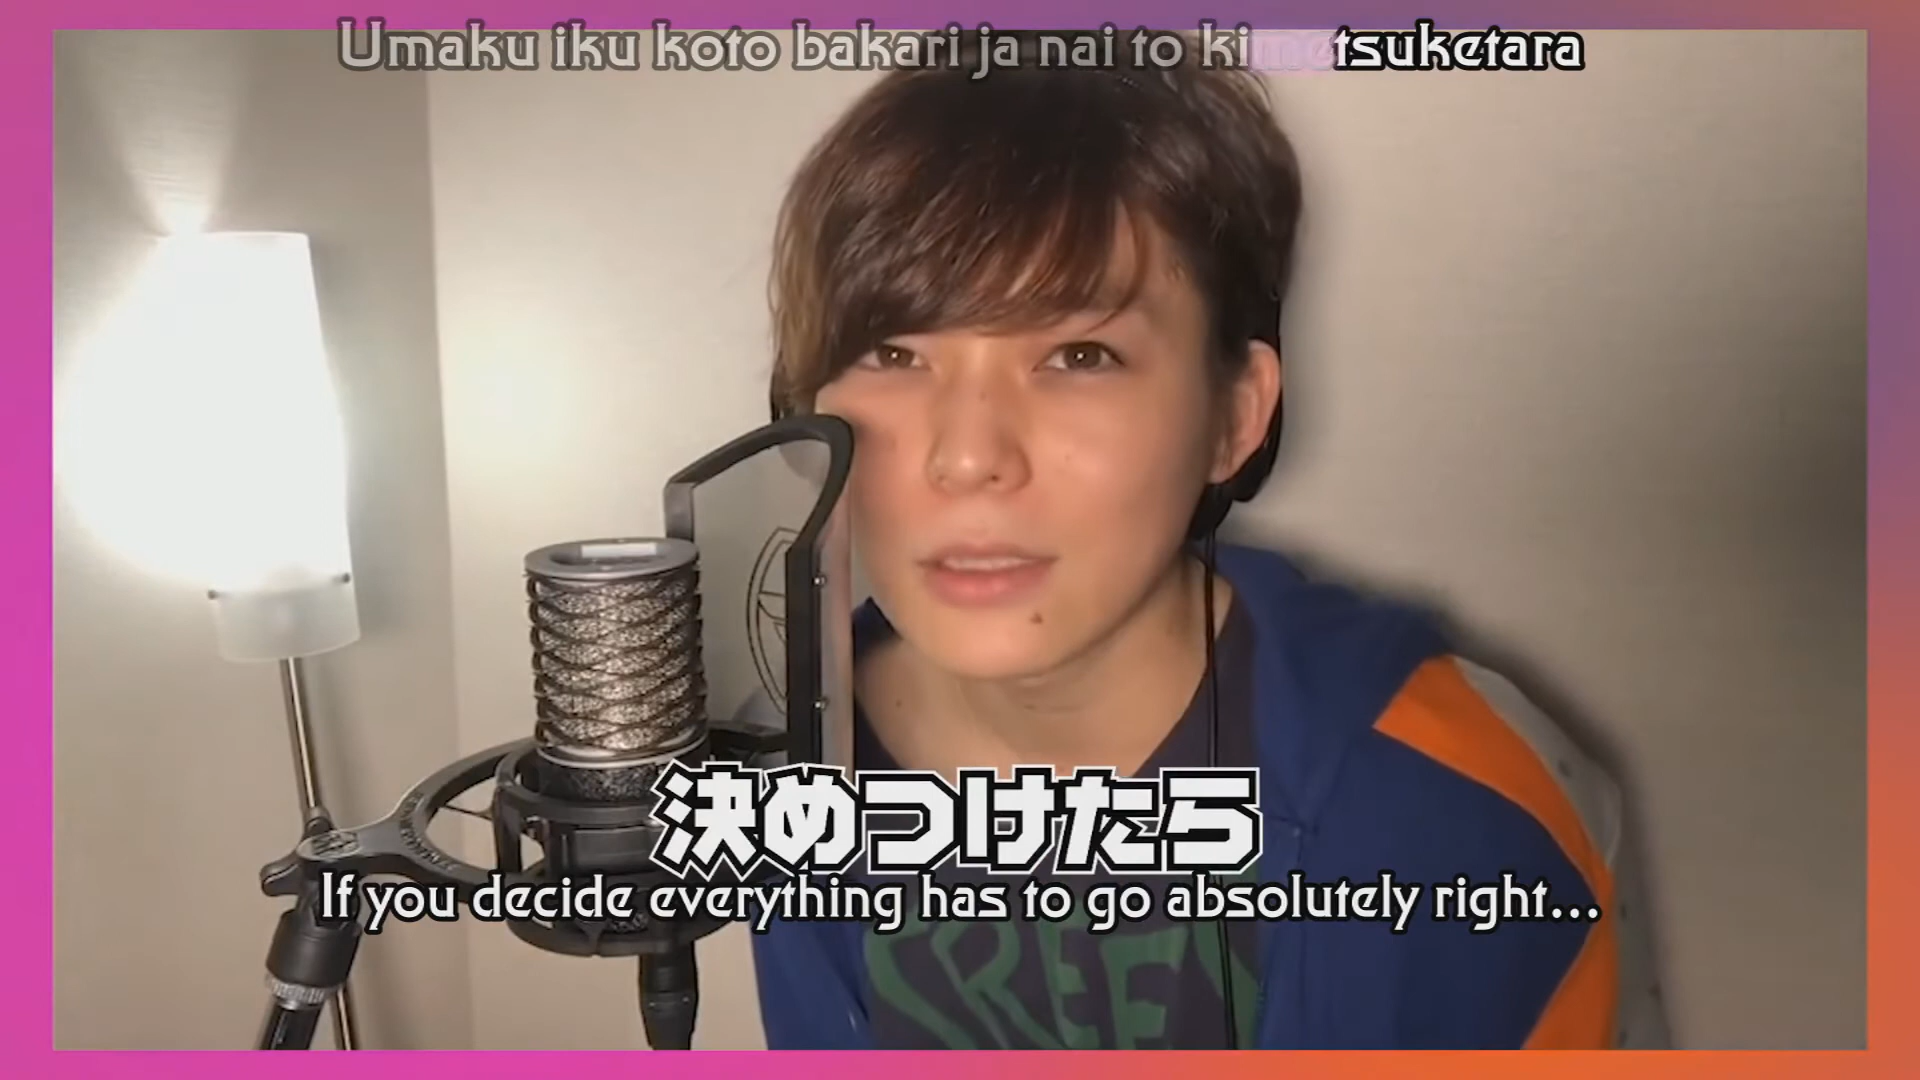 Umaku iku koto bakari ja nai to kimetsuketara
決めつけたら
If you decide everything has to go absolutely right...